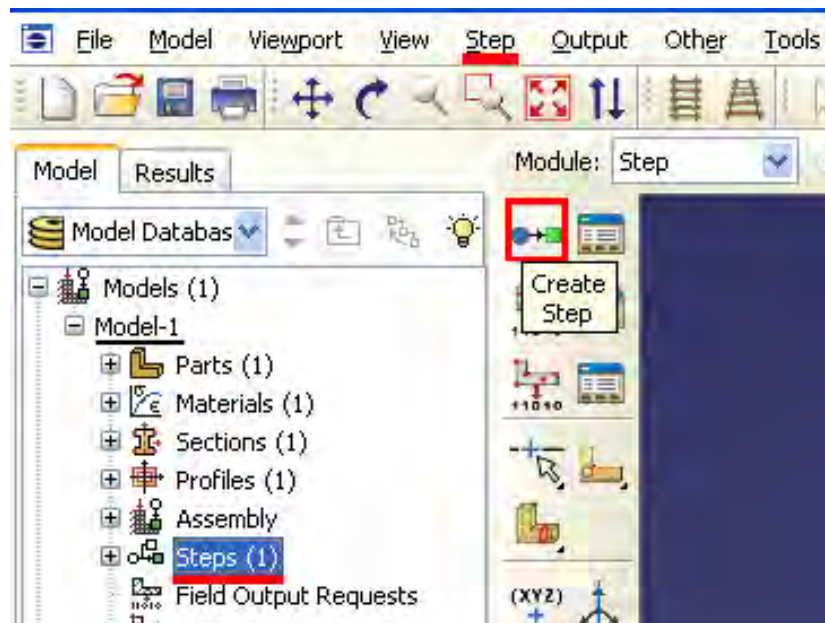 File Model Viewport View Step Output Other Tools
Model Results
Module: Step
Model Databas
Create
Step
Models (1)
Model-1
Parts (1)
Materials (1)
Sections (1)
Profiles (1)
Assembly
Steps (1)
Field Output Requests
11010
(XYZ)